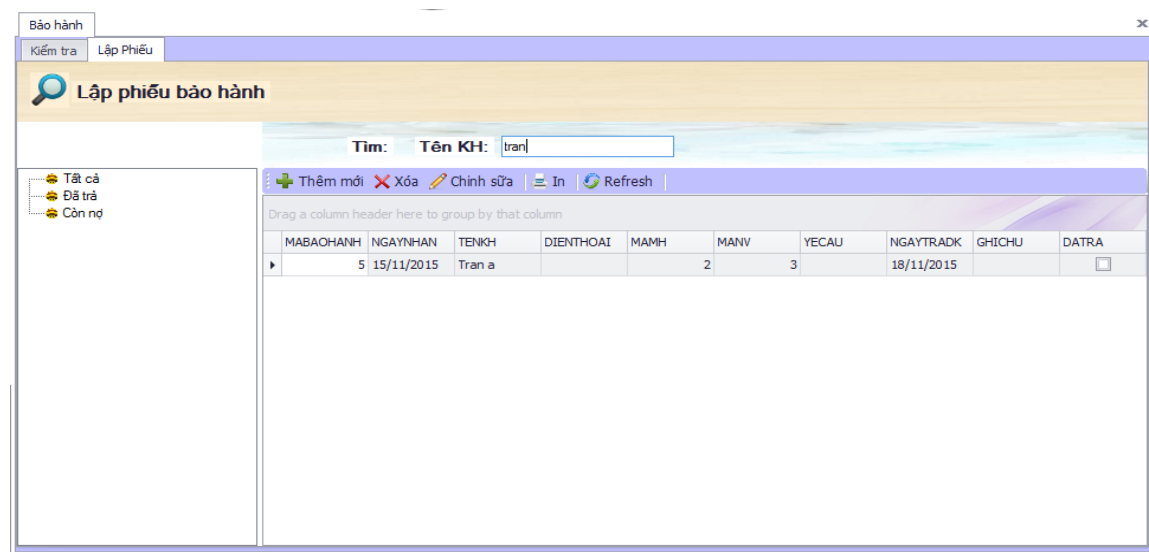 Bảo hành
Kiểm tra Lập Phiếu
Lập phiếu bảo hành
Tìm: Tên KH: tran
Tất cả
Đã trả
Còn nợ
Thêm mới Xóa Chinh sữa In Refresh
Drag a column header here to group by that column
MABAOHANH NGAYNHAN TENKH DIENTHOAI MAMH MANV YECAU NGAYTRADK GHICHU DATRA
5 15/11/2015 Tran a 2 3 18/11/2015